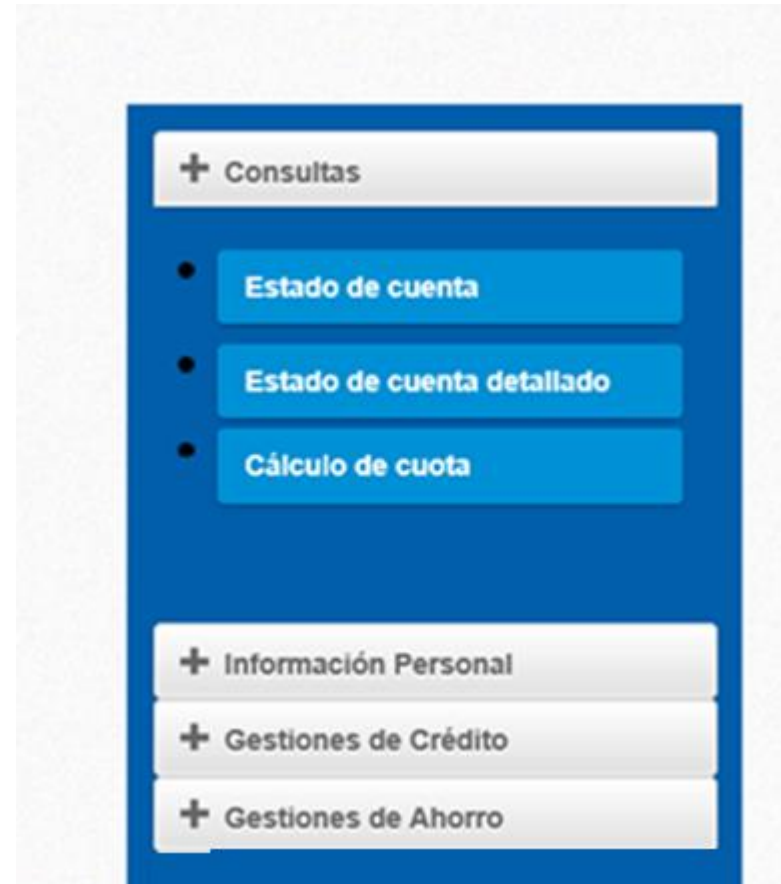 Consultas
Estado de cuenta
Estado de cuenta detallado
Cálculo de cuota
Información Personal
Gestiones de Crédito
Gestiones de Ahorro